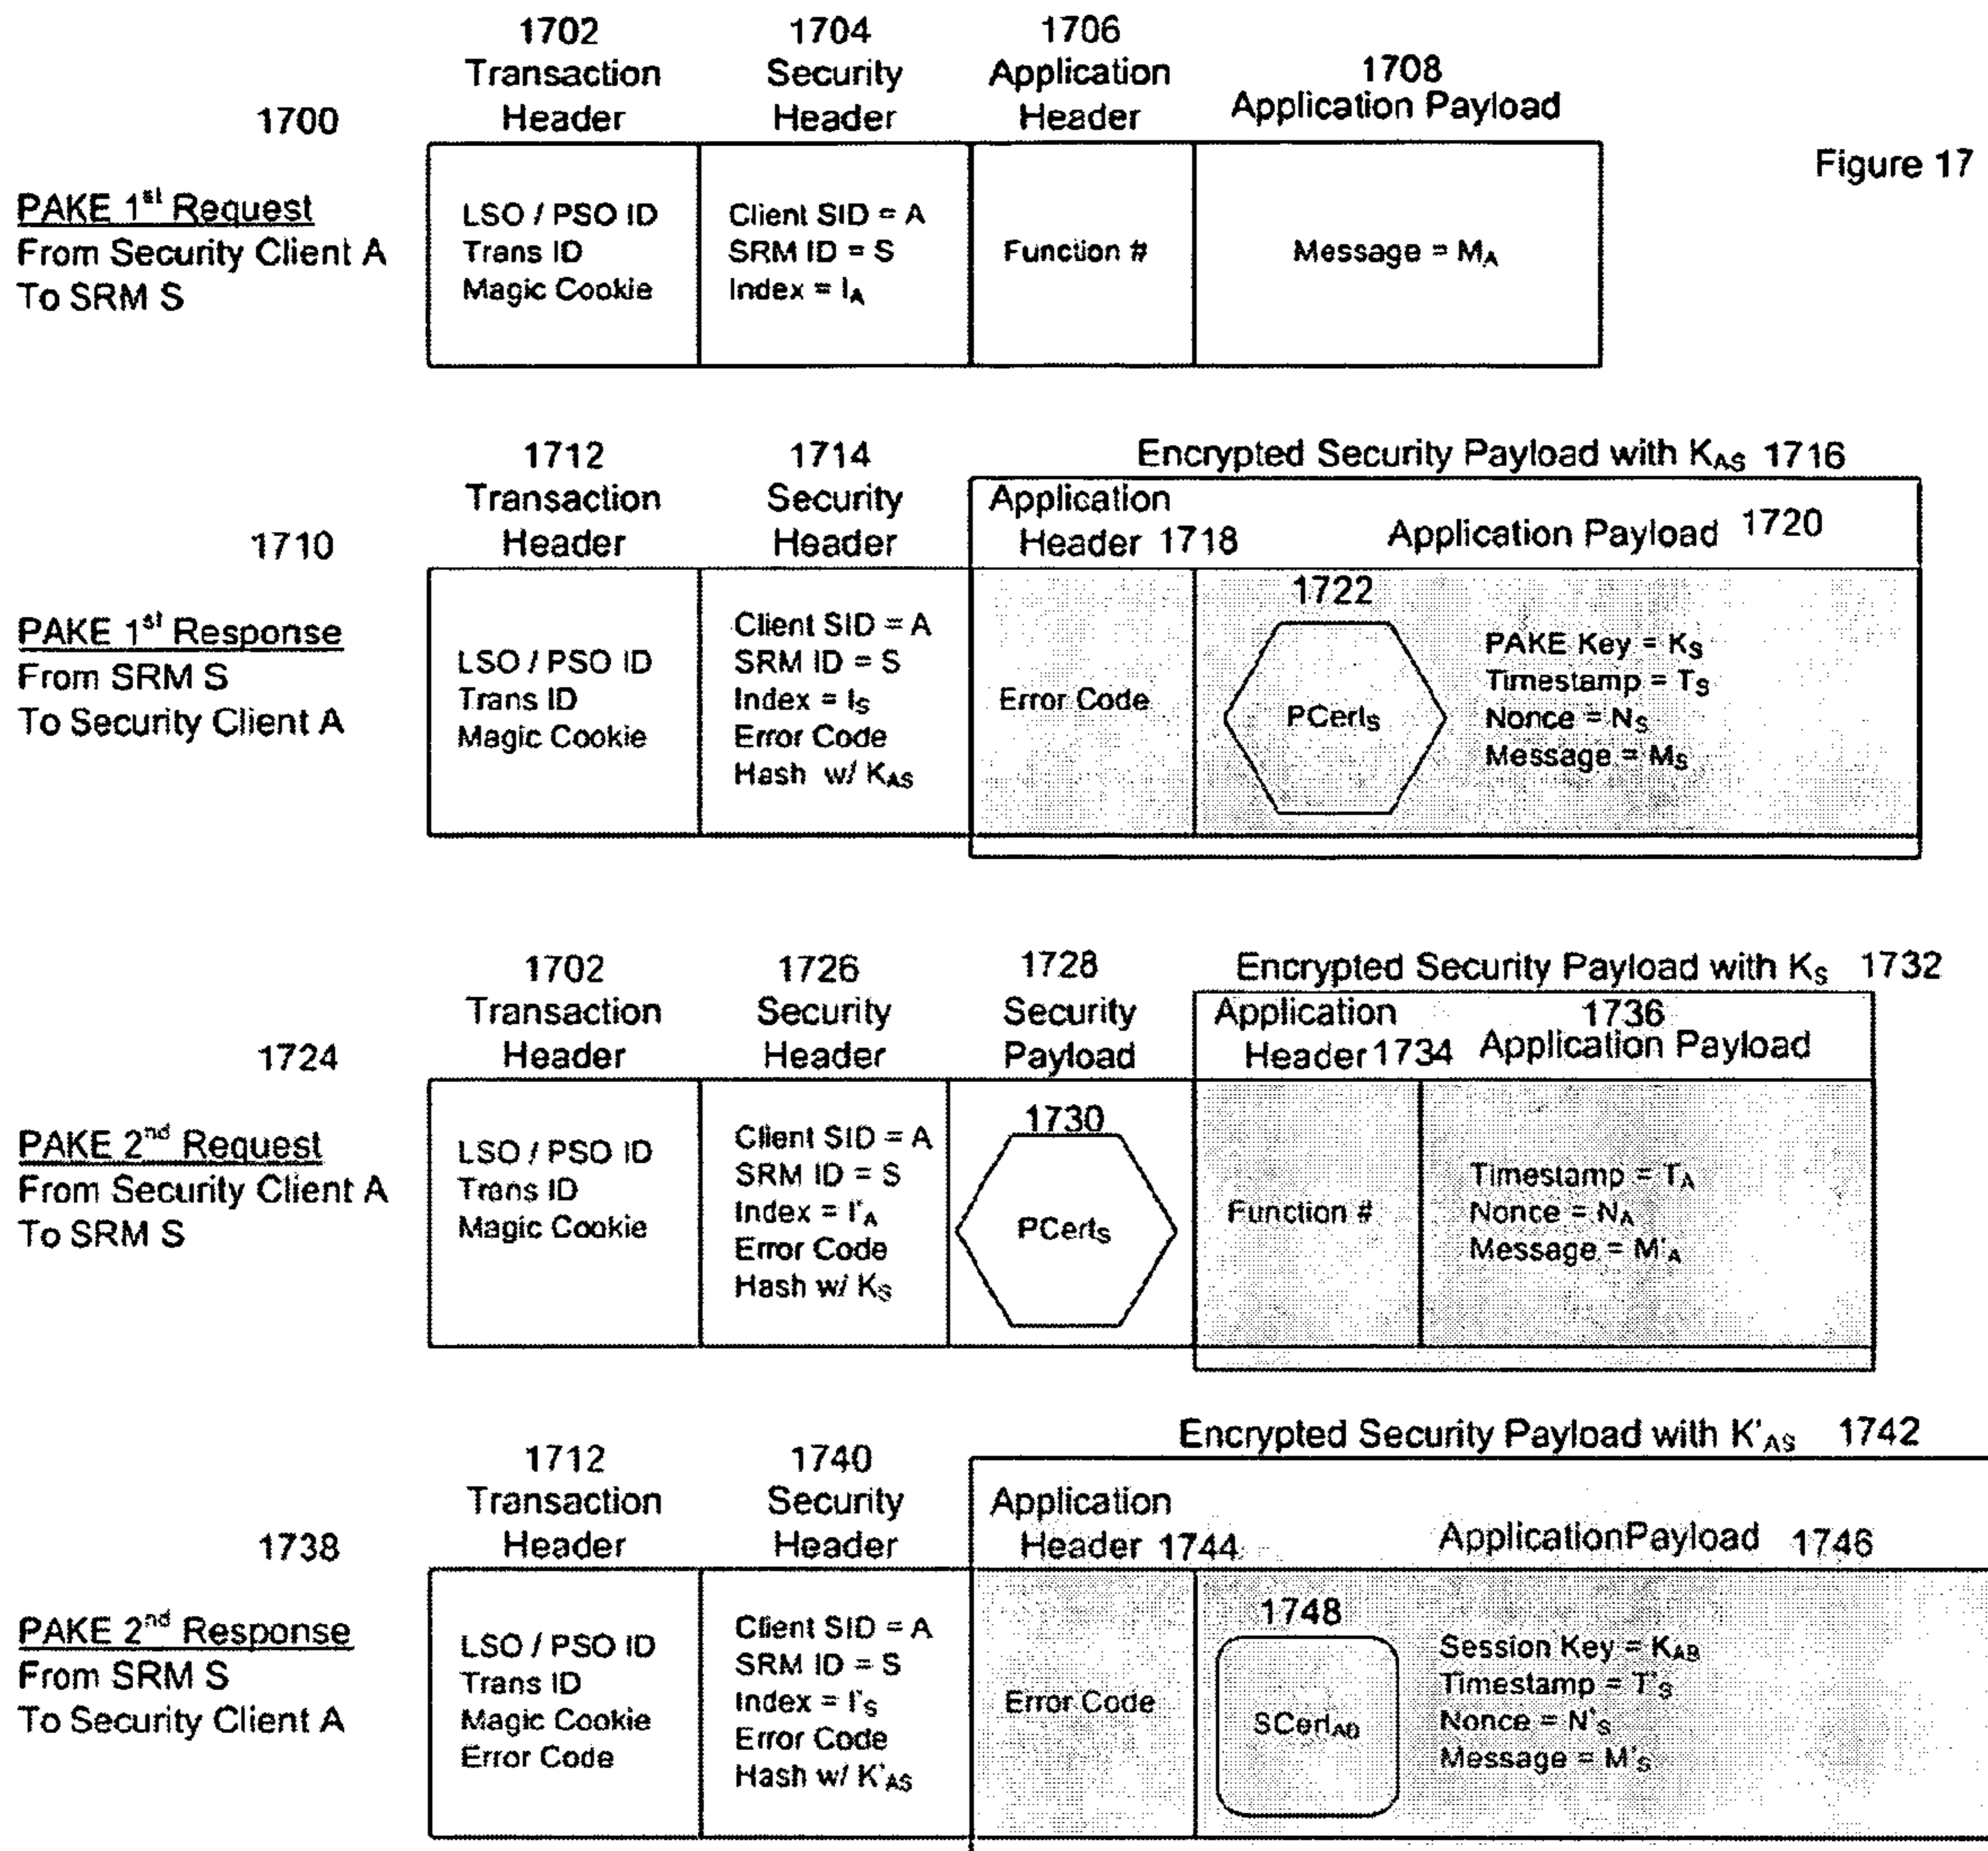 1702 1704 1706
Transaction Security Application 1708
1700 Header Header Header Application Payload
Figure 17
PAKE 1st Request
From Security Client A
To SRM S
LSO / PSO ID
Trans ID
Magic Cookie
Client SID = A
SRM ID = S
Index = IA
Function #
Message = MA
1712 1714 Encrypted Security Payload with KAS 1716
Transaction Security Application
1710 Header Header Header 1718 Application Payload 1720
PAKE 1st Response
From SRM S
To Security Client A
LSO / PSO ID
Trans ID
Magic Cookie
Client SID = A
SRM ID = S
Index = IS
Error Code
Hash w/ KAS
Error Code
1722
PCertS
PAKE Key = KS
Timestamp = TS
Nonce = NS
Message = MS
1702 1726 1728 Encrypted Security Payload with KS 1732
Transaction Security Security Application 1736
1724 Header Header Payload Header 1734 Application Payload
PAKE 2nd Request
From Security Client A
To SRM S
LSO / PSO ID
Trans ID
Magic Cookie
Client SID = A
SRM ID = S
Index = I'A
Error Code
Hash w/ KS
1730
PCertS
Function #
Timestamp = TA
Nonce = NA
Message = M'A
Encrypted Security Payload with K'AS 1742
1712 1740
Transaction Security Application
1738 Header Header Header 1744 ApplicationPayload 1746
PAKE 2nd Response
From SRM S
To Security Client A
LSO / PSO ID
Trans ID
Magic Cookie
Error Code
Client SID = A
SRM ID = S
Index = I'S
Error Code
Hash w/ K'AS
Error Code
1748
SCertAB
Session Key = KAB
Timestamp = T'S
Nonce = N'S
Message = M'S